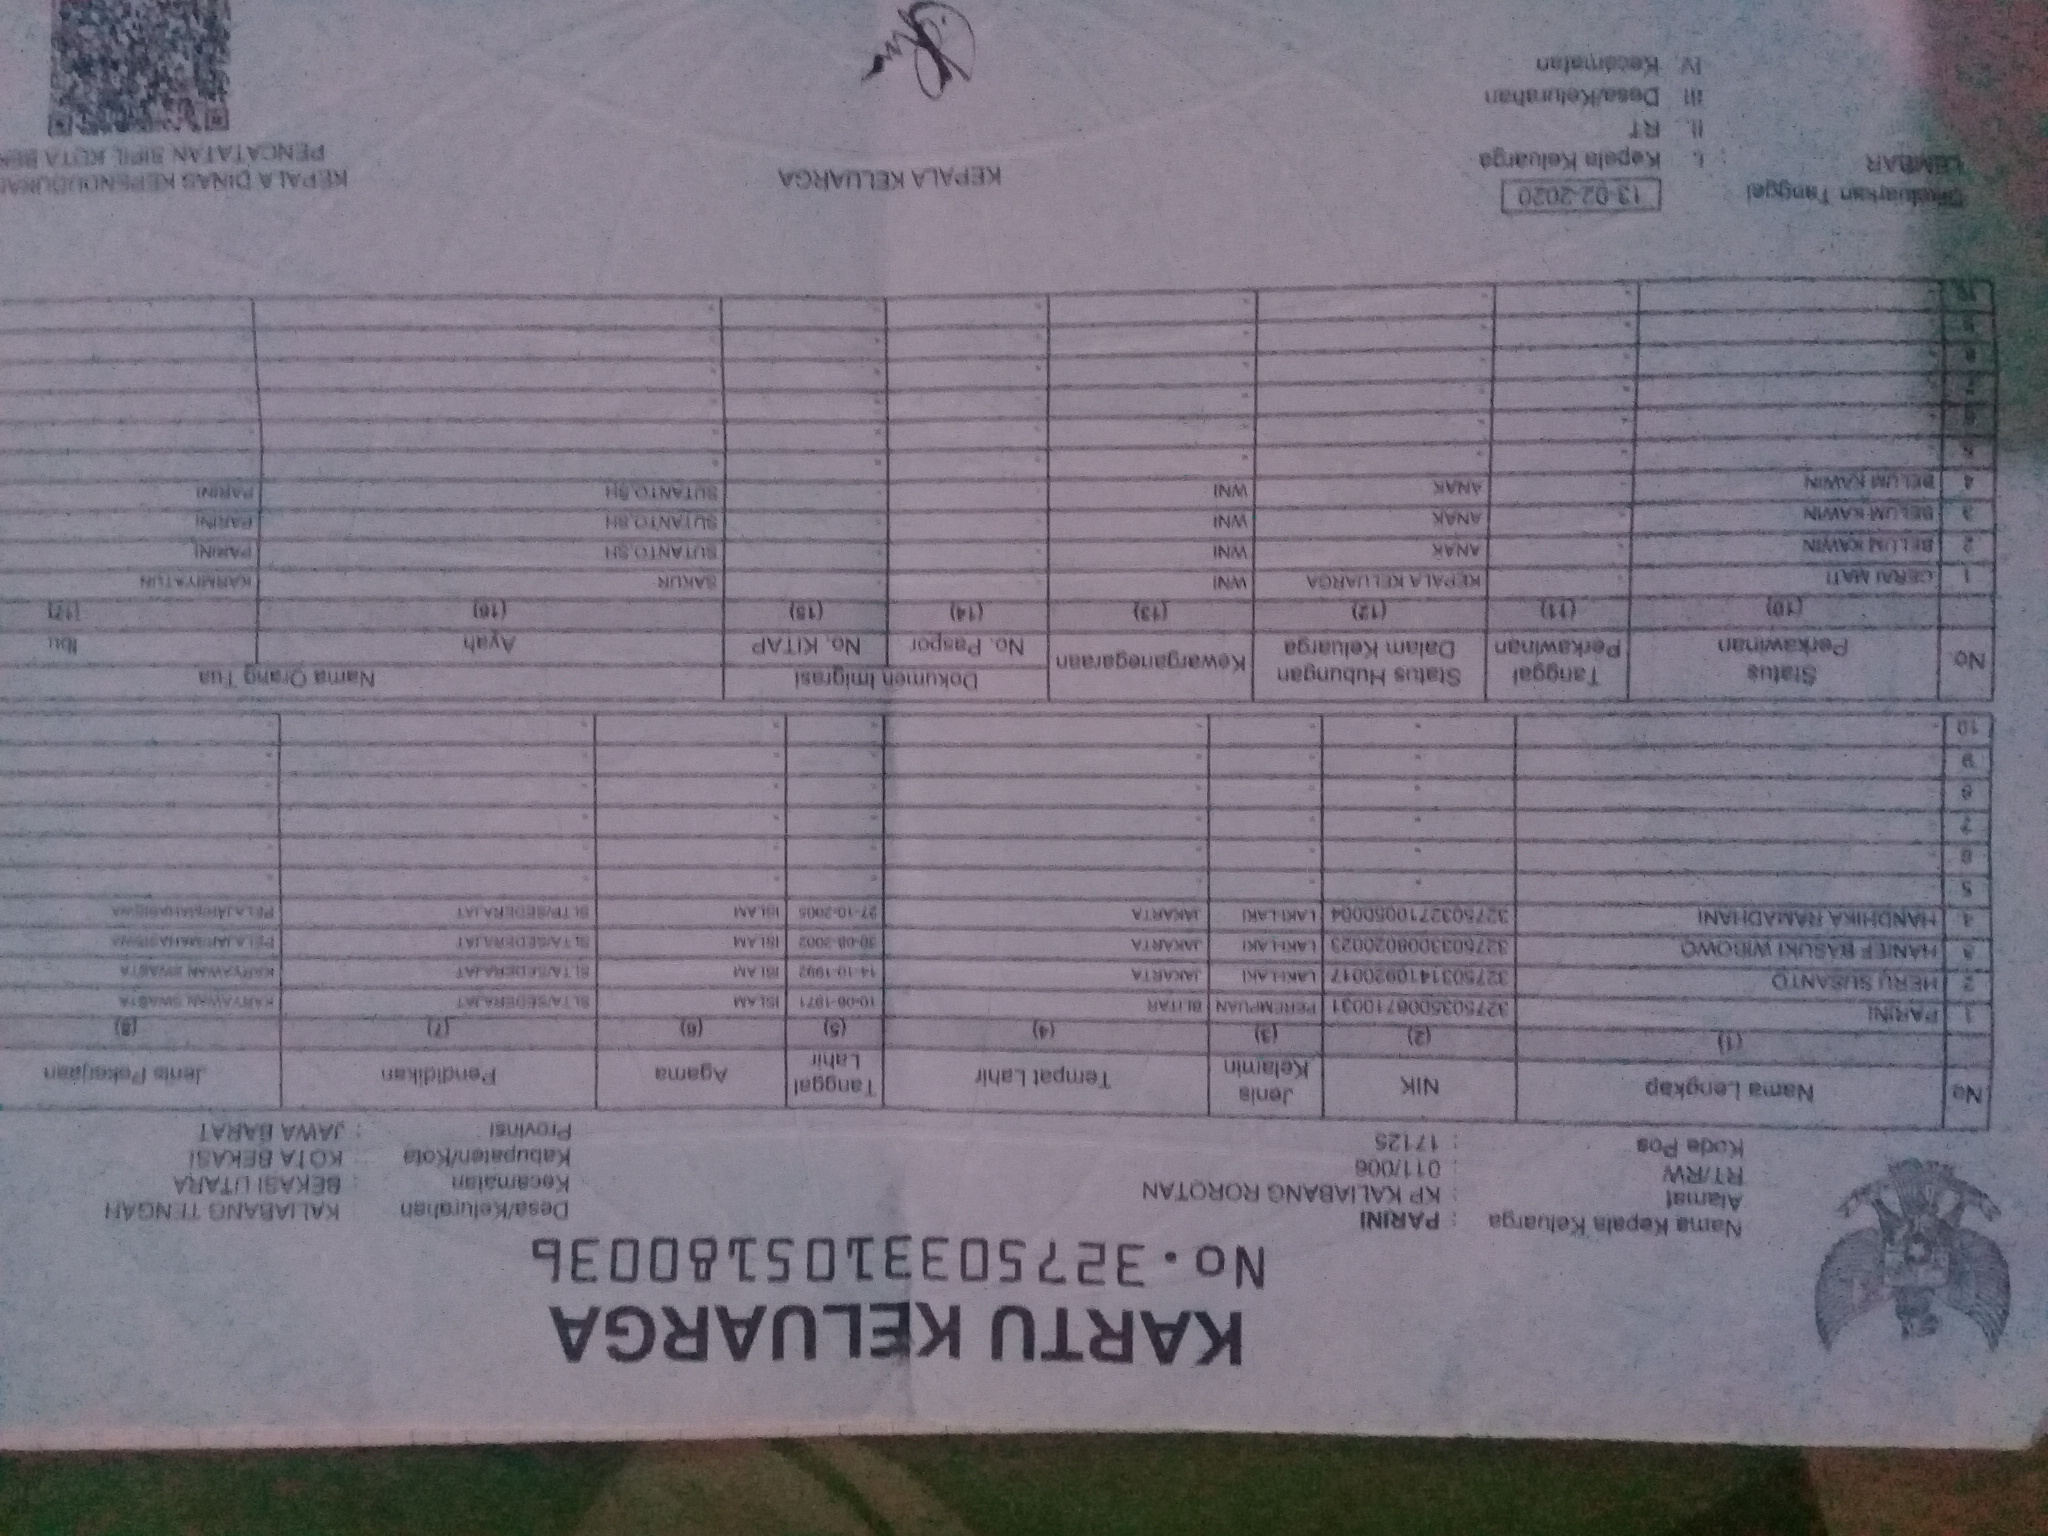 KARTU KELUARGA
No. 3275033105180036
Nama Kepala Keluarga : PARINI
Alamat : KP KALIABANG ROROTAN
RT/RW : 011/006
Kode Pos : 17125
Desa/Kelurahan KALIABANG TENGAH
Kecamatan : BEKASI UTARA
Kabupaten/Kota : KOTA BEKASI
Provinsi : JAWA BARAT
No Nama Lengkap NIK Jenis Kelamin Tempat Lahir Tanggal Lahir Agama Pendidikan Jenis Pekerjaan
(1) (2) (3) (4) (5) (6) (7) (8)
1 PARINI 3275035006710031 PEREMPUAN BLITAR 10-06-1971 ISLAM SLTA/SEDERAJAT KARYAWAN SWASTA
2 HERU SUSANTO 3275031410920017 LAKI-LAKI JAKARTA 14-10-1992 ISLAM SLTA/SEDERAJAT KARYAWAN SWASTA
3 HANIEF BASUKI WIBOWO 3275033008020023 LAKI-LAKI JAKARTA 30-08-2002 ISLAM SLTA/SEDERAJAT PELAJAR/MAHASISWA
4 HANDHIKA RAMADHANI 3275032710050004 LAKI-LAKI JAKARTA 27-10-2005 ISLAM SLTP/SEDERAJAT PELAJAR/MAHASISWA
5 - - - - - - - -
6 - - - - - - - -
7 - - - - - - - -
8 - - - - - - - -
9 - - - - - - - -
10 - - - - - - - -
No Status Perkawinan Tanggal Perkawinan Status Hubungan Dalam Keluarga Kewarganegaraan Dokumen Imigrasi Nama Orang Tua
No. Paspor No. KITAP Ayah Ibu
(10) (11) (12) (13) (14) (15) (16) (17)
1 CERAI MATI - KEPALA KELUARGA WNI - - SAKUR KARMIYATUN
2 BELUM KAWIN - ANAK WNI - - SUTANTO,SH PARINI
3 BELUM KAWIN - ANAK WNI - - SUTANTO,SH PARINI
4 BELUM KAWIN - ANAK WNI - - SUTANTO,SH PARINI
5 - - - - - - - -
6 - - - - - - - -
7 - - - - - - - -
8 - - - - - - - -
9 - - - - - - - -
10 - - - - - - - -
Dikeluarkan Tanggal 13-02-2020
LEMBAR I. Kepala Keluarga
II. RT
III Desa/Kelurahan
IV. Kecamatan
KEPALA KELUARGA
KEPALA DINAS KEPENDUDUKAN
PENCATATAN SIPIL KOTA